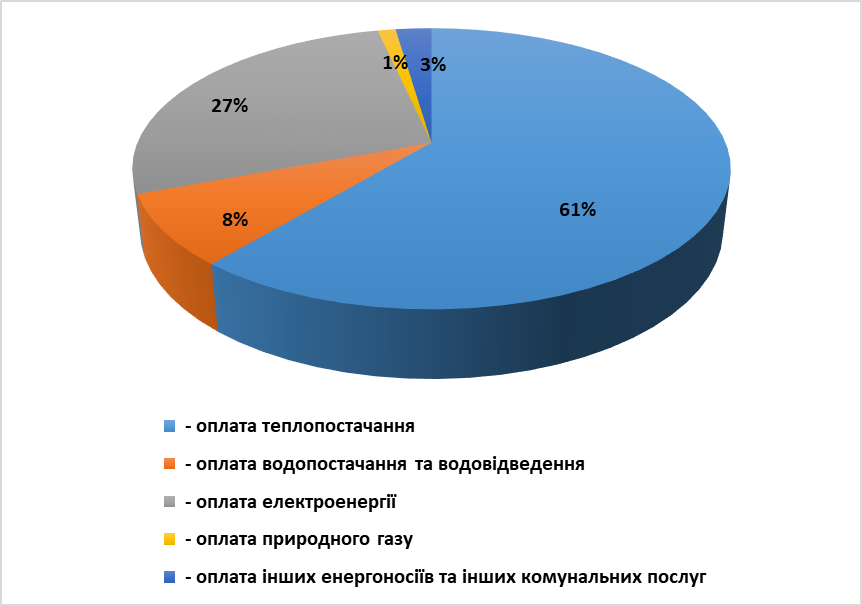 1%
3%
27%
61%
8%
- оплата теплопостачання
- оплата водопостачання та водовідведення
- оплата електроенергії
- оплата природного газу
- оплата інших енергоносіїв та інших комунальних послуг